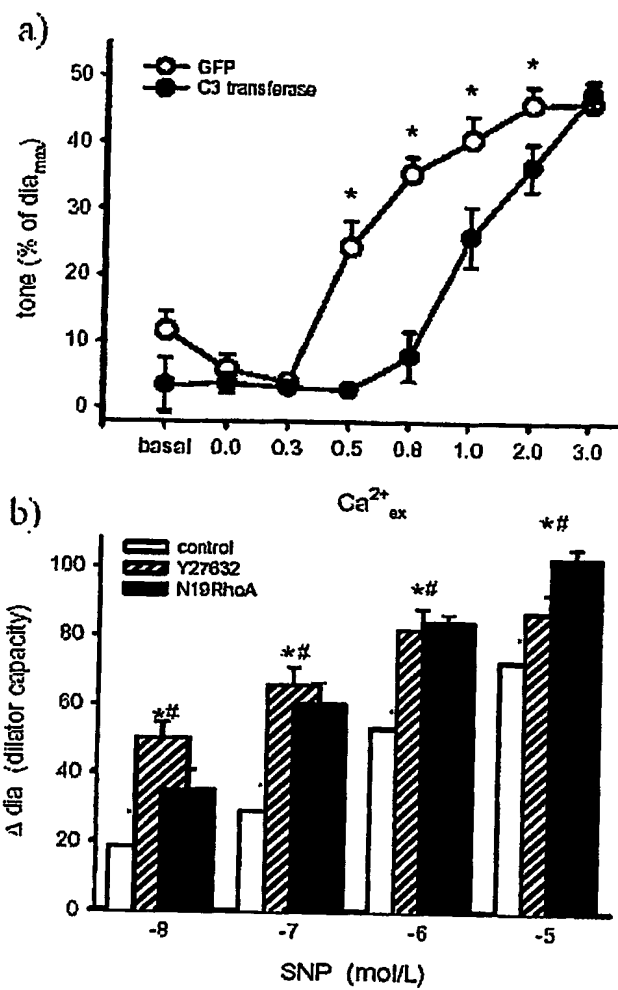 a)
GFP
C3 transferase
* * * * *
tone (% of dia max)
50
40
30
20
10
0
basal 0.0 0.3 0.5 0.8 1.0 2.0 3.0
Ca2+ ex
b)
control
Y27632
N19RhoA
*# *# *# *#
Δ dia (dilator capacity)
100
80
60
40
20
0
-8 -7 -6 -5
SNP (mol/L)